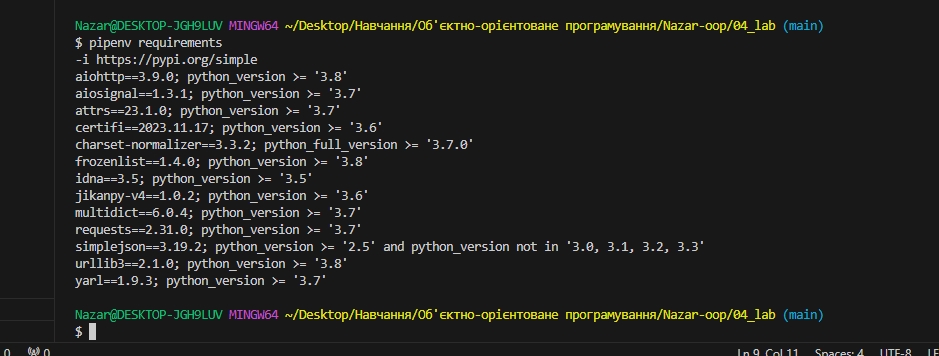 Nazar@DESKTOP-JGH9LUV MINGW64 ~/Desktop/Навчання/Об'єктно-орієнтоване програмування/Nazar-oop/04_lab (main)
$ pipenv requirements
-i https://pypi.org/simple
aiohttp==3.9.0; python_version >= '3.8'
aiosignal==1.3.1; python_version >= '3.7'
attrs==23.1.0; python_version >= '3.7'
certifi==2023.11.17; python_version >= '3.6'
charset-normalizer==3.3.2; python_full_version >= '3.7.0'
frozenlist==1.4.0; python_version >= '3.8'
idna==3.5; python_version >= '3.5'
jikanpy-v4==1.0.2; python_version >= '3.6'
multidict==6.0.4; python_version >= '3.7'
requests==2.31.0; python_version >= '3.7'
simplejson==3.19.2; python_version >= '2.5' and python_version not in '3.0, 3.1, 3.2, 3.3'
urllib3==2.1.0; python_version >= '3.8'
yarl==1.9.3; python_version >= '3.7'
Nazar@DESKTOP-JGH9LUV MINGW64 ~/Desktop/Навчання/Об'єктно-орієнтоване програмування/Nazar-oop/04_lab (main)
$
0 0 Ln 9, Col 11 Spaces: 4 UTF-8 LF